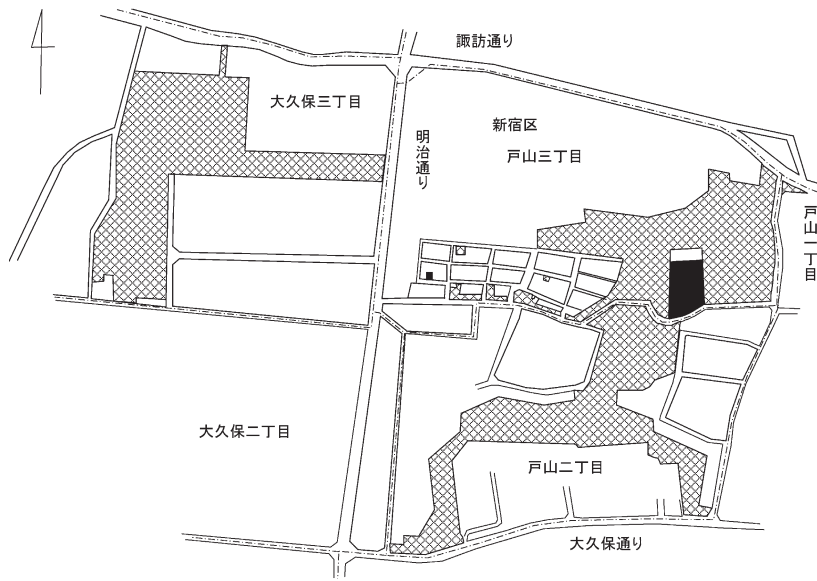 諏訪通り
大久保三丁目
新宿区
明治通り
戸山三丁目
戸山一丁目
大久保二丁目
戸山二丁目
大久保通り